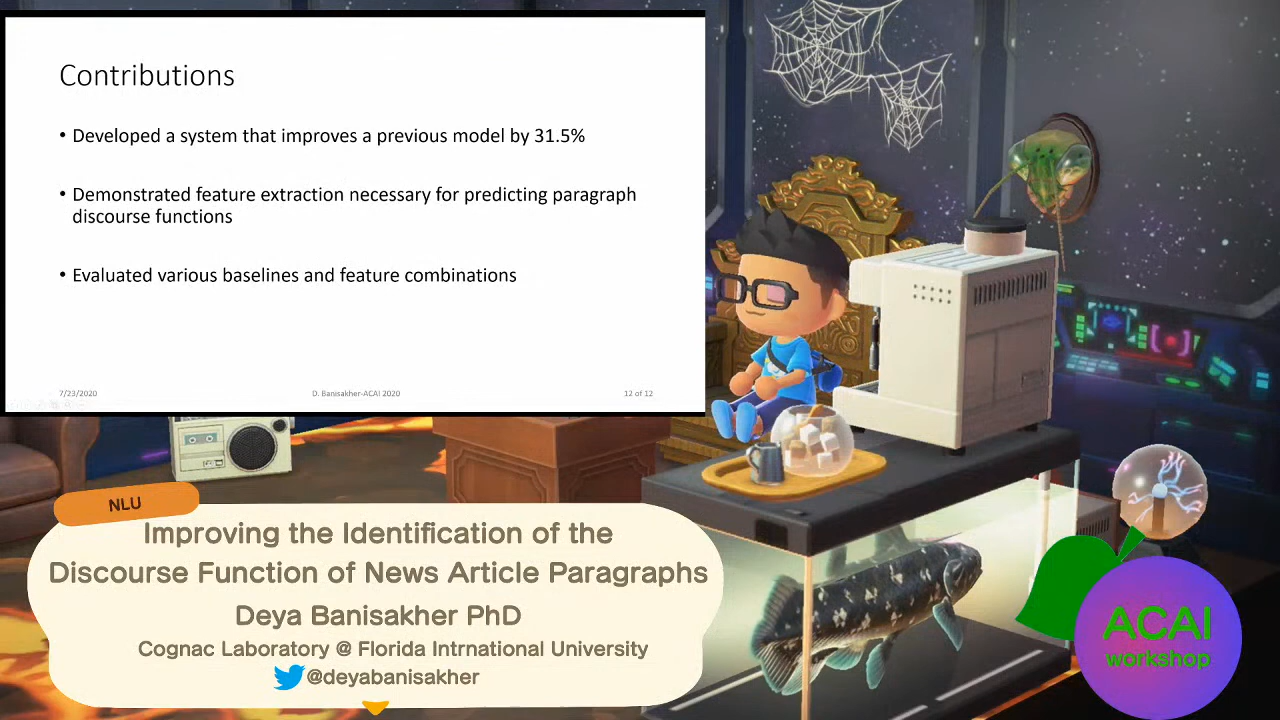 Contributions
• Developed a system that improves a previous model by 31.5%
• Demonstrated feature extraction necessary for predicting paragraph
discourse functions
• Evaluated various baselines and feature combinations
7/23/2020
D. Banisakher-ACAI 2020
12 of 12
NLU
Improving the Identification of the
Discourse Function of News Article Paragraphs
Deya Banisakher PhD
Cognac Laboratory @ Florida Intrnational University
@deyabanisakher
ACAI
workshop